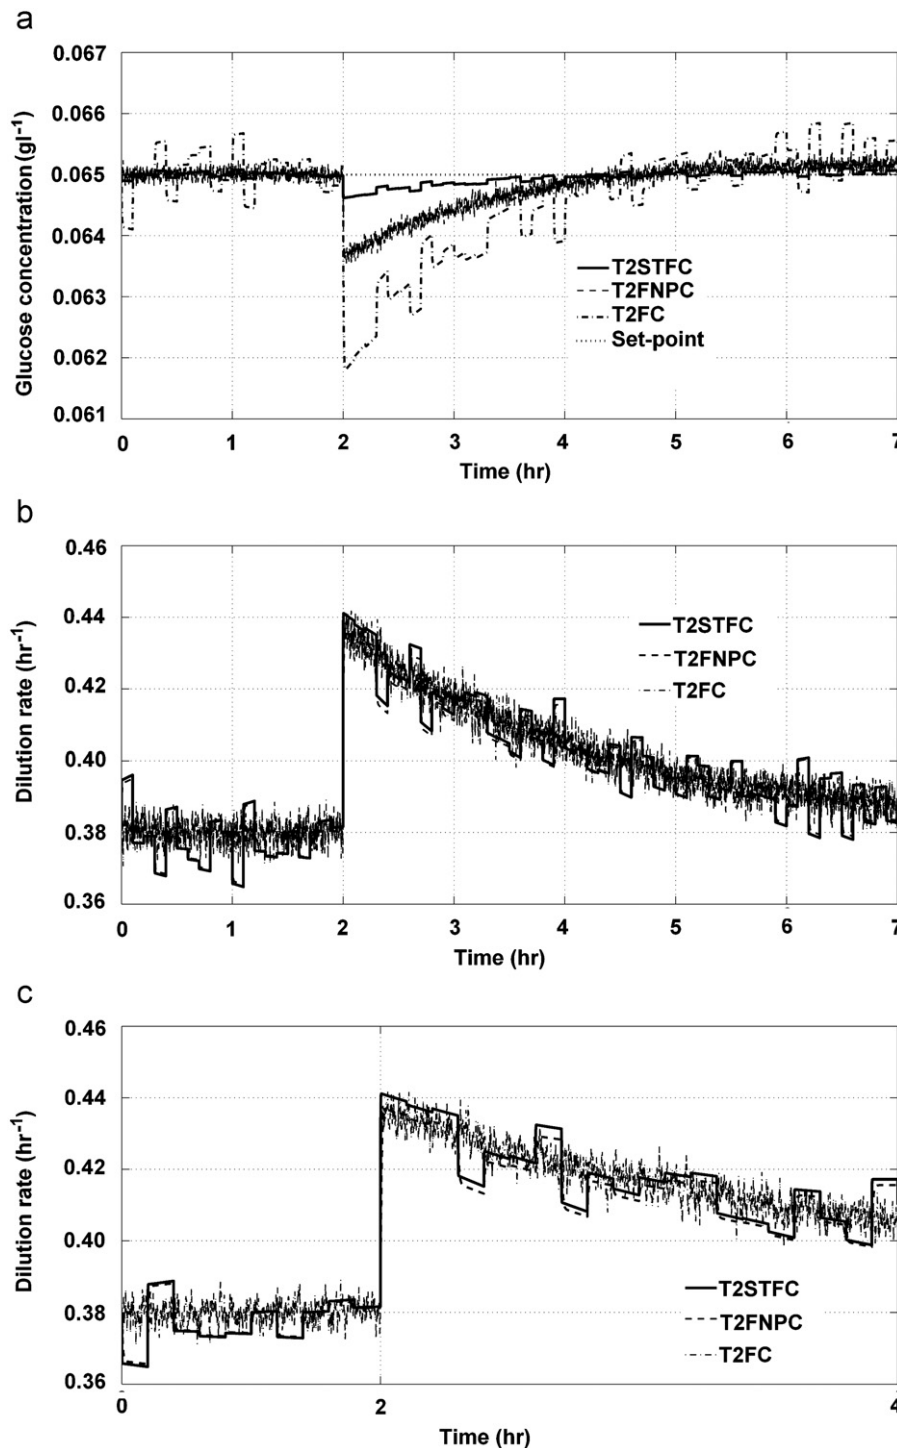 a
0.067
0.066
0.065
0.064
0.063
0.062
0.061
Glucose concentration (gl⁻¹)
T2STFC
T2FNPC
T2FC
Set-point
0 1 2 3 4 5 6 7
Time (hr)
b
0.46
0.44
0.42
0.40
0.38
0.36
Dilution rate (hr⁻¹)
T2STFC
T2FNPC
T2FC
0 1 2 3 4 5 6 7
Time (hr)
c
0.46
0.44
0.42
0.40
0.38
0.36
Dilution rate (hr⁻¹)
T2STFC
T2FNPC
T2FC
0 2 4
Time (hr)